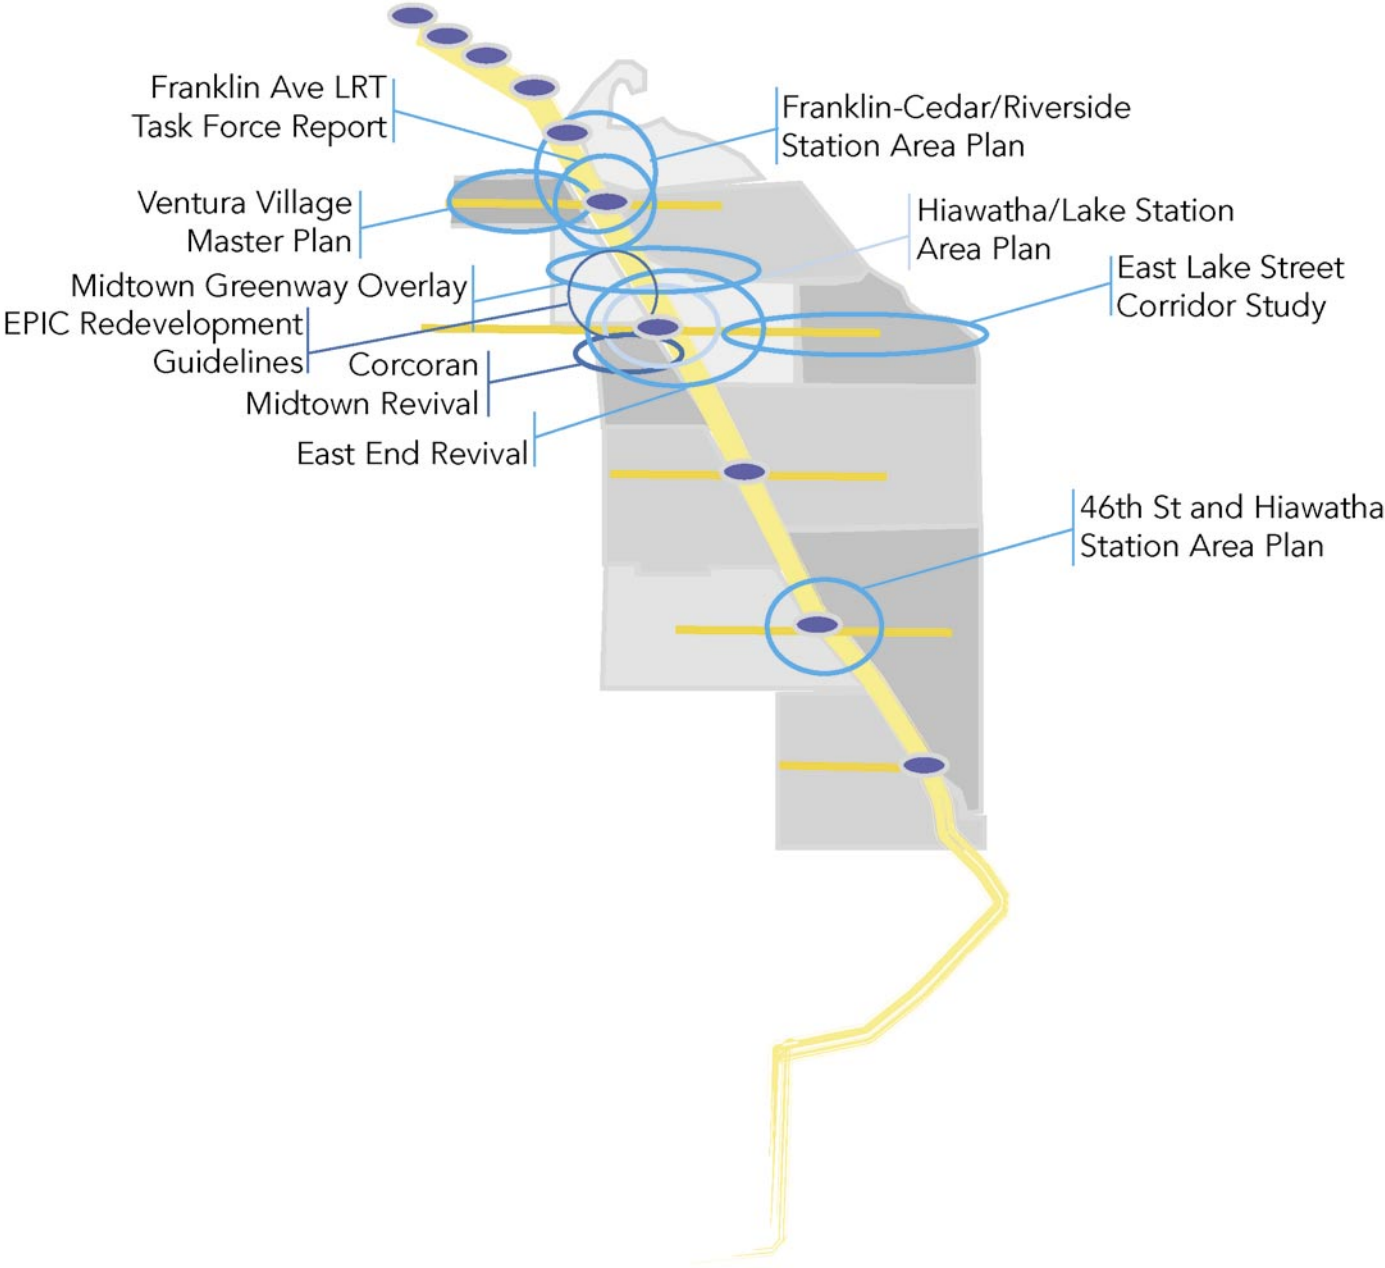 Franklin Ave LRT
Task Force Report
Franklin-Cedar/Riverside
Station Area Plan
Ventura Village
Master Plan
Hiawatha/Lake Station
Area Plan
East Lake Street
Corridor Study
Midtown Greenway Overlay
EPIC Redevelopment
Guidelines
Corcoran
Midtown Revival
East End Revival
46th St and Hiawatha
Station Area Plan